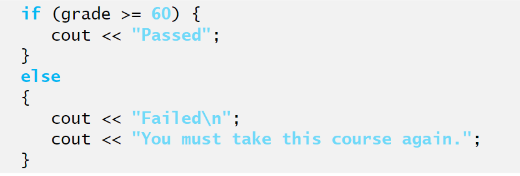 if (grade >= 60) {
   cout << "Passed";
}
else
{
   cout << "Failed\n";
   cout << "You must take this course again.";
}